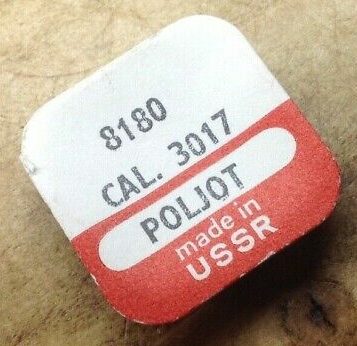 8180
CAL. 3017
POLJOT
made in
USSR